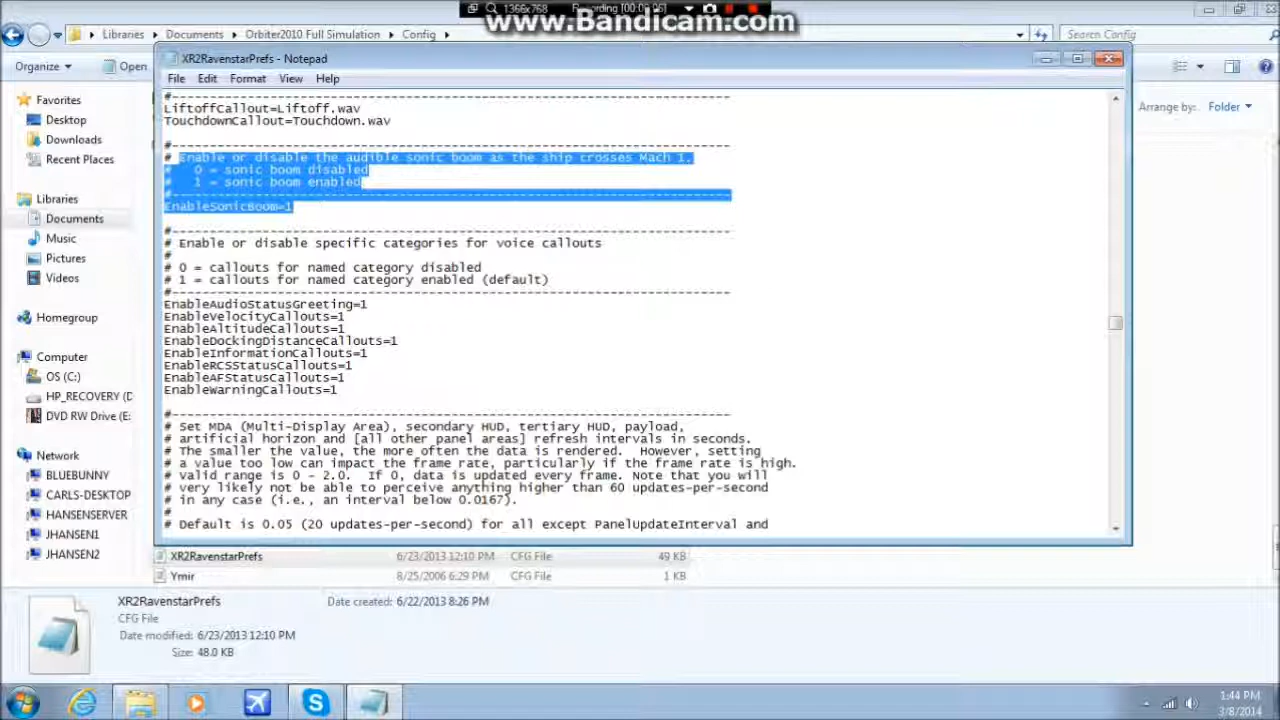 1366x768
Recording [00:09:05]
www.Bandicam.com
Libraries
Documents
Orbiter2010 Full Simulation
Config
Search Config
XR2RavenstarPrefs - Notepad
Organize
Open
File
Edit
Format
View
Help
Arrange by:
Folder
Favorites
Desktop
Downloads
Recent Places
Libraries
Documents
Music
Pictures
Videos
Homegroup
Computer
OS (C:)
HP_RECOVERY (D
DVD RW Drive (E:
Network
BLUEBUNNY
CARLS-DESKTOP
HANSENSERVER
JHANSEN1
JHANSEN2
#--------------------------------------------------------------------------
LiftoffCallout=Liftoff.wav
TouchdownCallout=Touchdown.wav
#--------------------------------------------------------------------------
# Enable or disable the audible sonic boom as the ship crosses Mach 1.
#   0 = sonic boom disabled
#   1 = sonic boom enabled
#--------------------------------------------------------------------------
EnableSonicBoom=1
#--------------------------------------------------------------------------
# Enable or disable specific categories for voice callouts
#
# 0 = callouts for named category disabled
# 1 = callouts for named category enabled (default)
#--------------------------------------------------------------------------
EnableAudioStatusGreeting=1
EnableVelocityCallouts=1
EnableAltitudeCallouts=1
EnableDockingDistanceCallouts=1
EnableInformationCallouts=1
EnableRCSStatusCallouts=1
EnableAFStatusCallouts=1
EnableWarningCallouts=1
#--------------------------------------------------------------------------
# Set MDA (Multi-Display Area), secondary HUD, tertiary HUD, payload,
# artificial horizon and [all other panel areas] refresh intervals in seconds.
# The smaller the value, the more often the data is rendered.  However, setting
# a value too low can impact the frame rate, particularly if the frame rate is high.
# Valid range is 0 - 2.0.  If 0, data is updated every frame. Note that you will
# very likely not be able to perceive anything higher than 60 updates-per-second
# in any case (i.e., an interval below 0.0167).
#
# Default is 0.05 (20 updates-per-second) for all except PanelUpdateInterval and
XR2RavenstarPrefs
6/23/2013 12:10 PM
CFG File
49 KB
Ymir
8/25/2006 6:29 PM
CFG File
1 KB
XR2RavenstarPrefs
Date created: 6/22/2013 8:26 PM
CFG File
Date modified: 6/23/2013 12:10 PM
Size: 48.0 KB
1:44 PM
3/8/2014